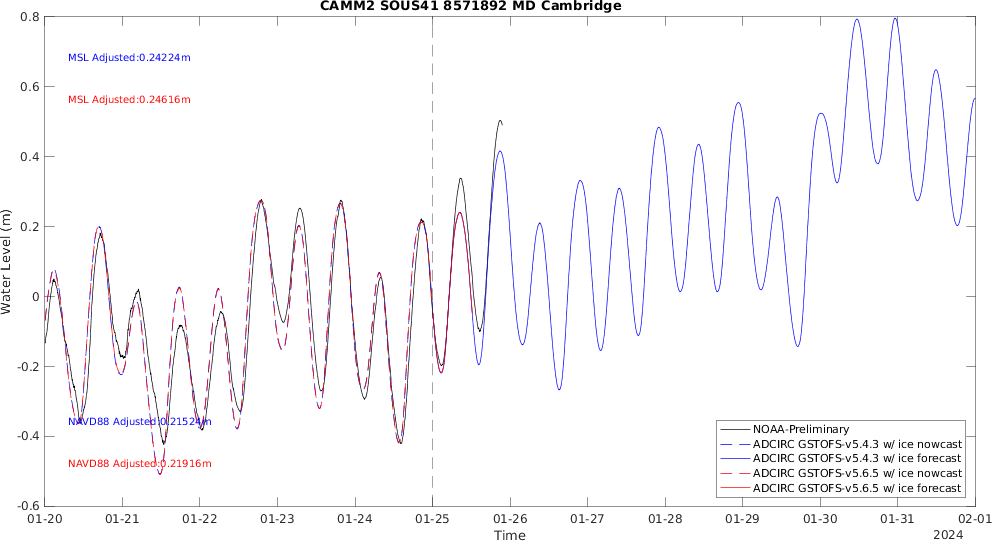 CAMM2 SOUS41 8571892 MD Cambridge
0.8
MSL Adjusted:0.24224m
0.6
MSL Adjusted:0.24616m
0.4
0.2
Water Level (m)
0
-0.2
NAVD88 Adjusted:0.21524m
-0.4
NAVD88 Adjusted:0.21916m
-0.6
NOAA-Preliminary
ADCIRC GSTOFS-v5.4.3 w/ ice nowcast
ADCIRC GSTOFS-v5.4.3 w/ ice forecast
ADCIRC GSTOFS-v5.6.5 w/ ice nowcast
ADCIRC GSTOFS-v5.6.5 w/ ice forecast
01-20 01-21 01-22 01-23 01-24 01-25 01-26 01-27 01-28 01-29 01-30 01-31 02-01
Time
2024